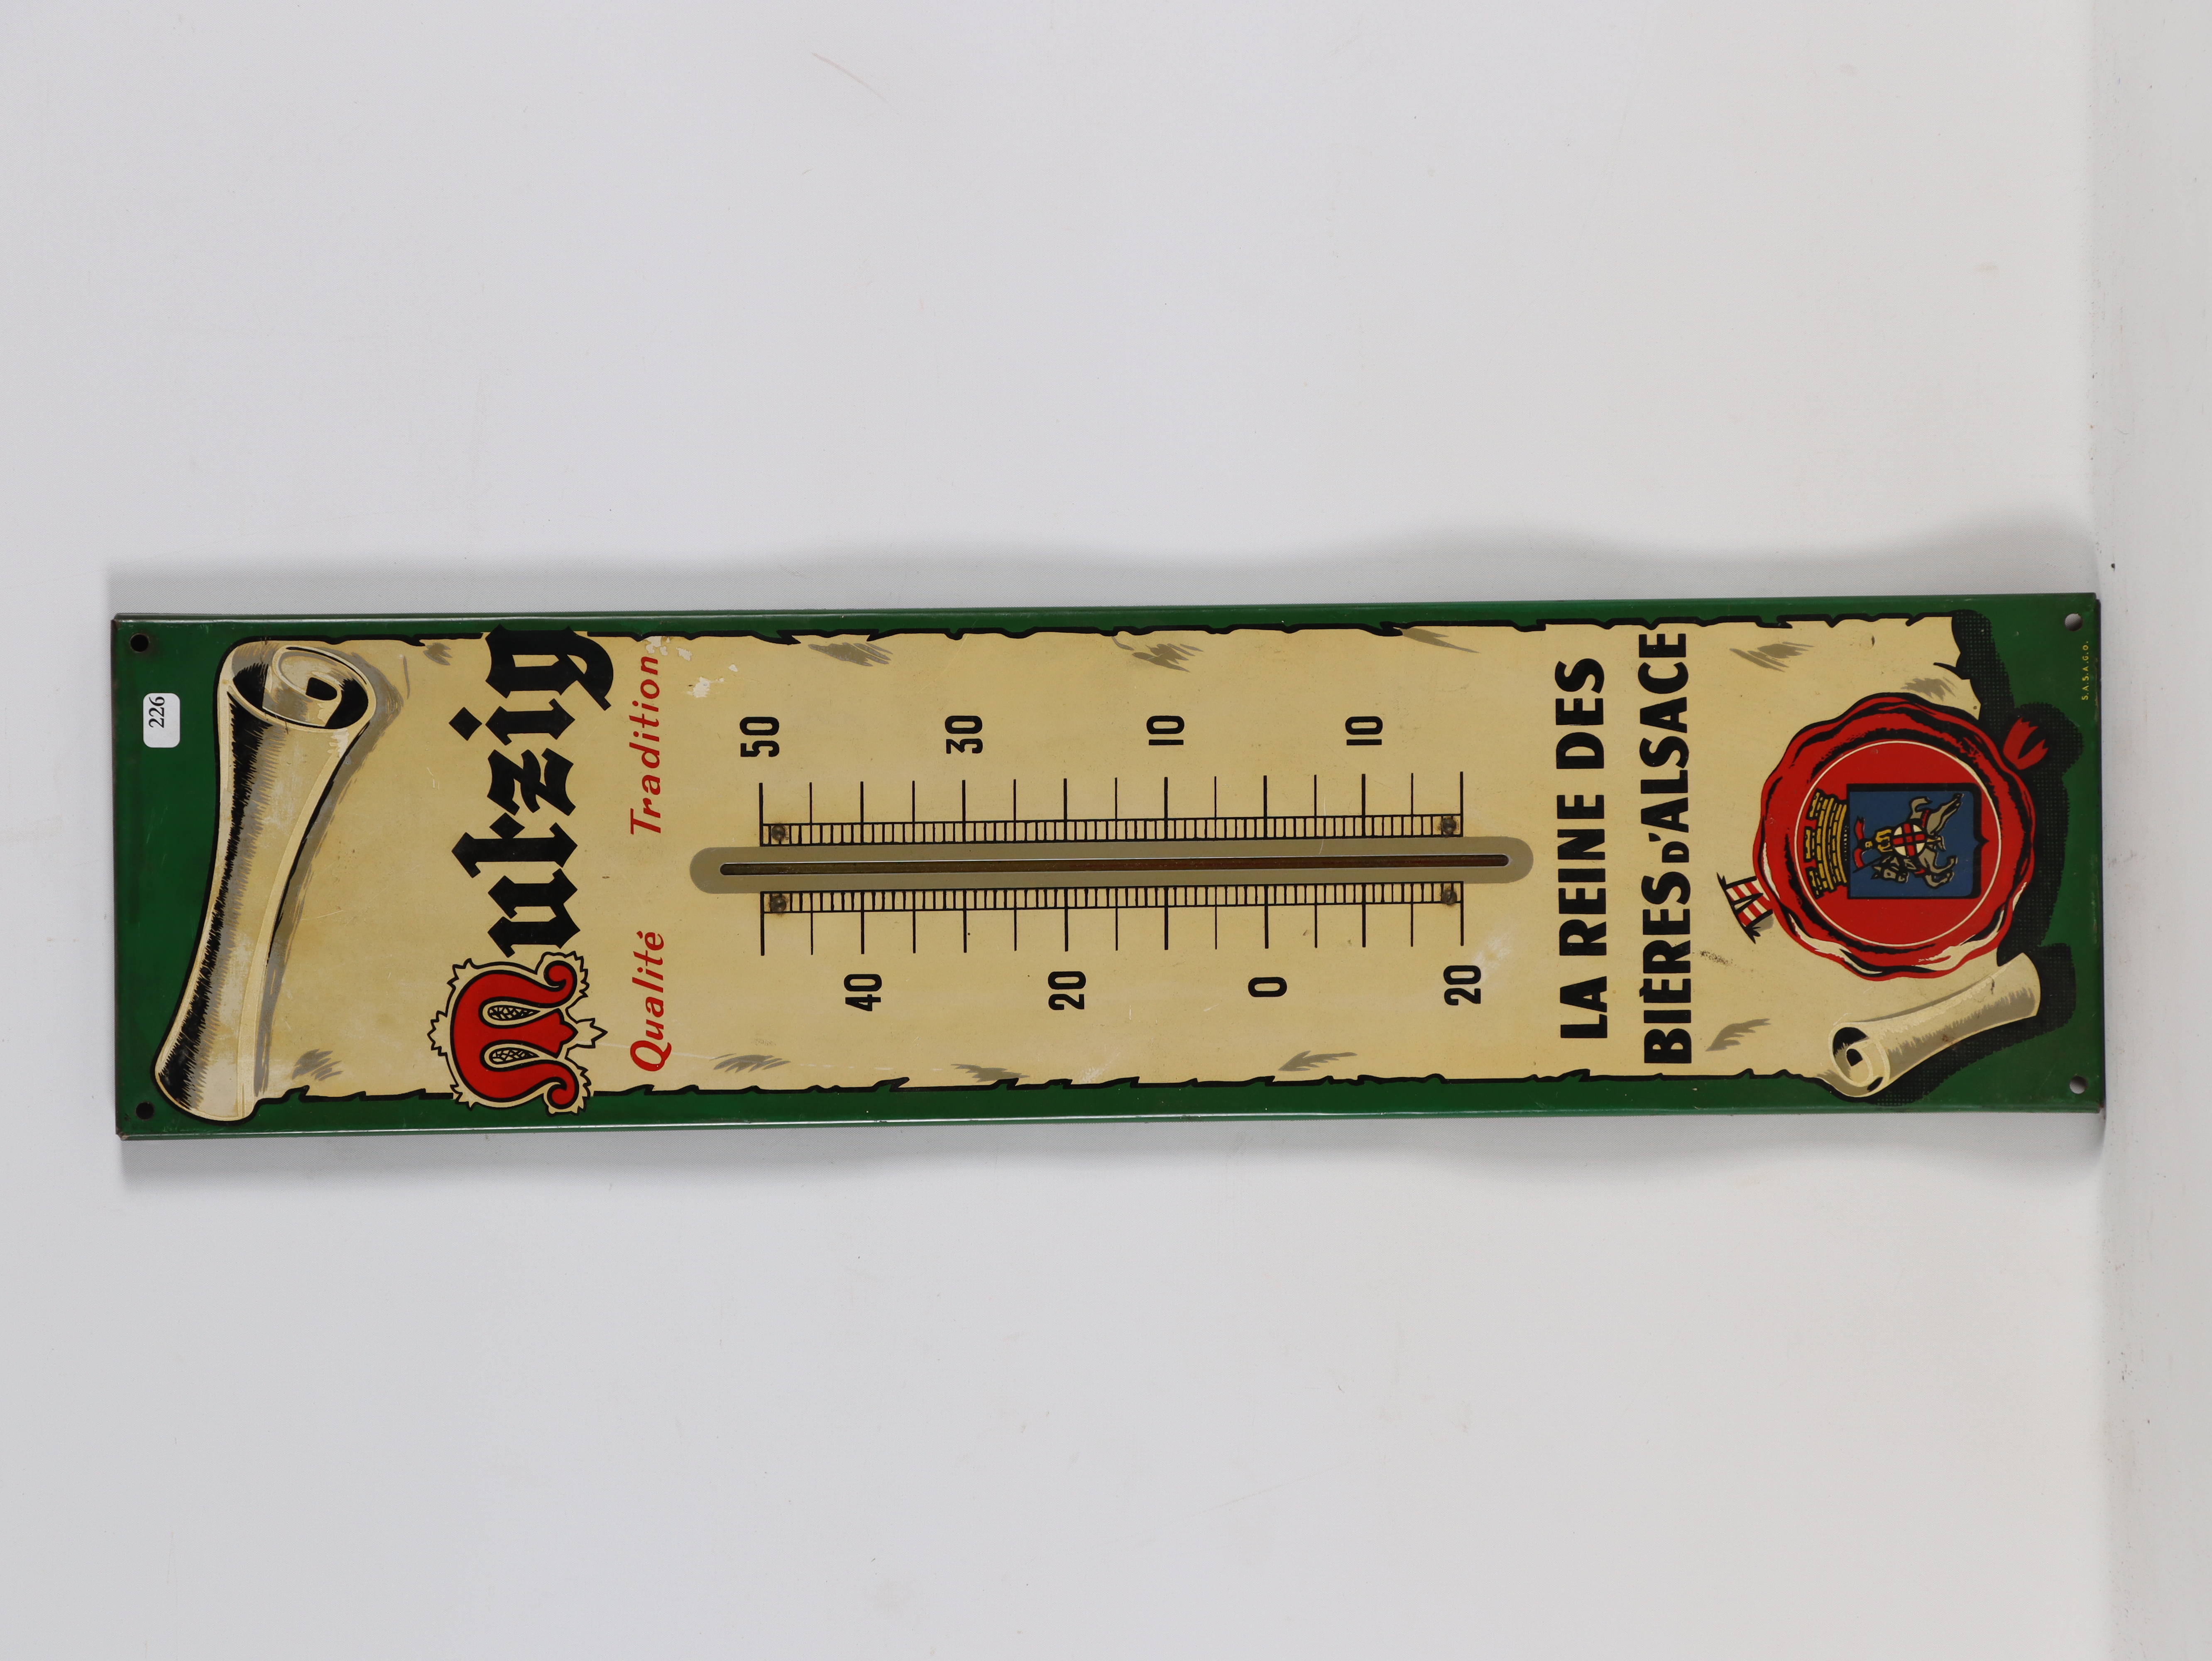 226
Mutzig
Qualité Tradition
50
40
30
20
10
0
10
20
LA REINE DES
BIÈRES D'ALSACE
S.A.S.A.G.O.